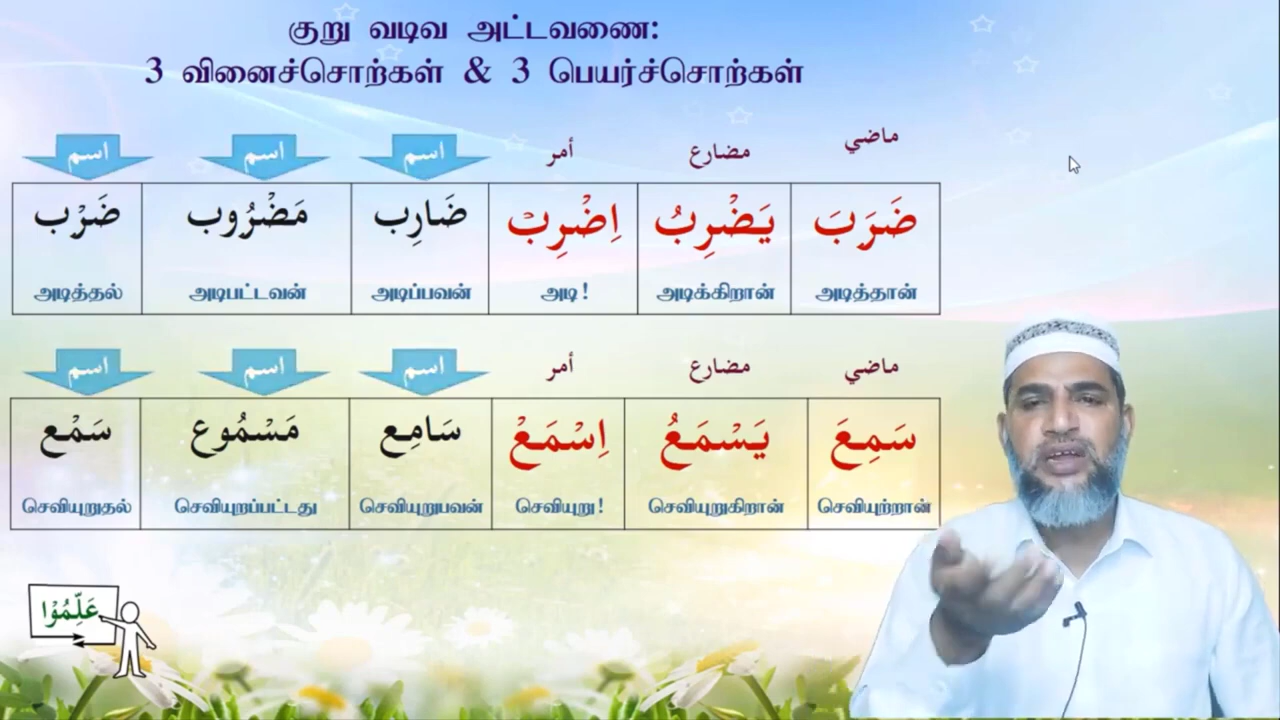 குறு வடிவ அட்டவணை:
3 வினைச்சொற்கள் & 3 பெயர்ச்சொற்கள்
ماضي مضارع أمر اسم اسم اسم
ضَرَبَ يَضْرِبُ اِضْرِبْ ضَارِب مَضْرُوب ضَرْب
அடித்தல் அடிபட்டவன் அடிப்பவன் அடி! அடிக்கிறான் அடித்தான்
ماضي مضارع أمر اسم اسم اسم
سَمِعَ يَسْمَعُ اِسْمَعْ سَامِع مَسْمُوع سَمْع
செவியுறுதல் செவியுறப்பட்டது செவியுறுபவன் செவியுறு! செவியுறுகிறான் செவியுற்றான்
عَلِّمُوْا